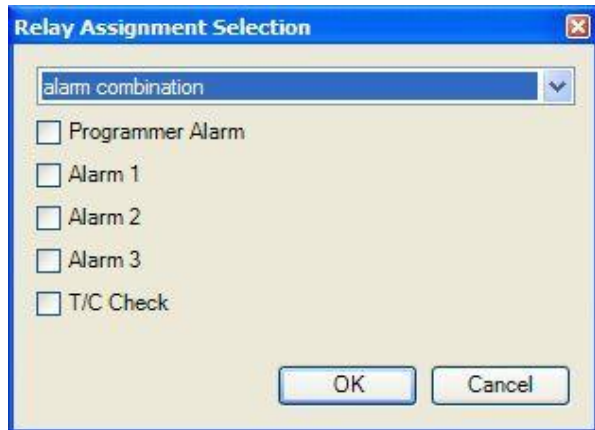 Relay Assignment Selection
alarm combination
Programmer Alarm
Alarm 1
Alarm 2
Alarm 3
T/C Check
OK Cancel